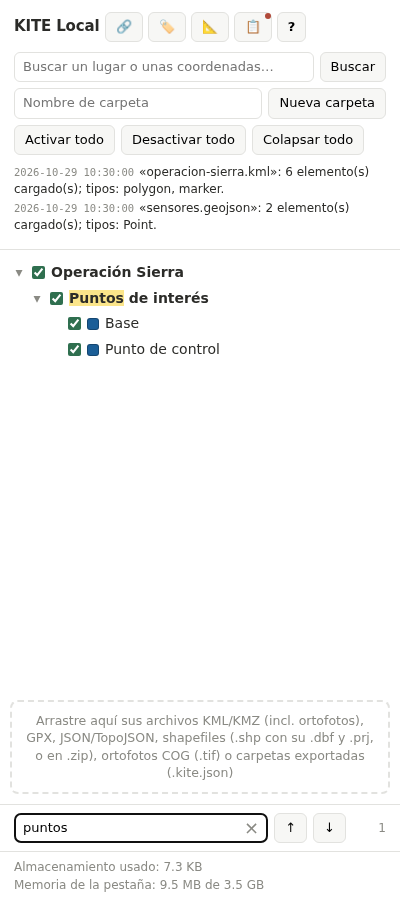 KITE Local
?
Buscar un lugar o unas coordenadas...
Buscar
Nombre de carpeta
Nueva carpeta
Activar todo
Desactivar todo
Colapsar todo
2026-10-29 10:30:00 «operacion-sierra.kml»: 6 elemento(s)
cargado(s); tipos: polygon, marker.
2026-10-29 10:30:00 «sensores.geojson»: 2 elemento(s)
cargado(s); tipos: Point.
Operación Sierra
Puntos de interés
Base
Punto de control
Arrastre aquí sus archivos KML/KMZ (incl. ortofotos),
GPX, JSON/TopoJSON, shapefiles (.shp con su .dbf y .prj,
o en .zip), ortofotos COG (.tif) o carpetas exportadas
(.kite.json)
puntos
↑
↓
1
Almacenamiento usado: 7.3 KB
Memoria de la pestaña: 9.5 MB de 3.5 GB